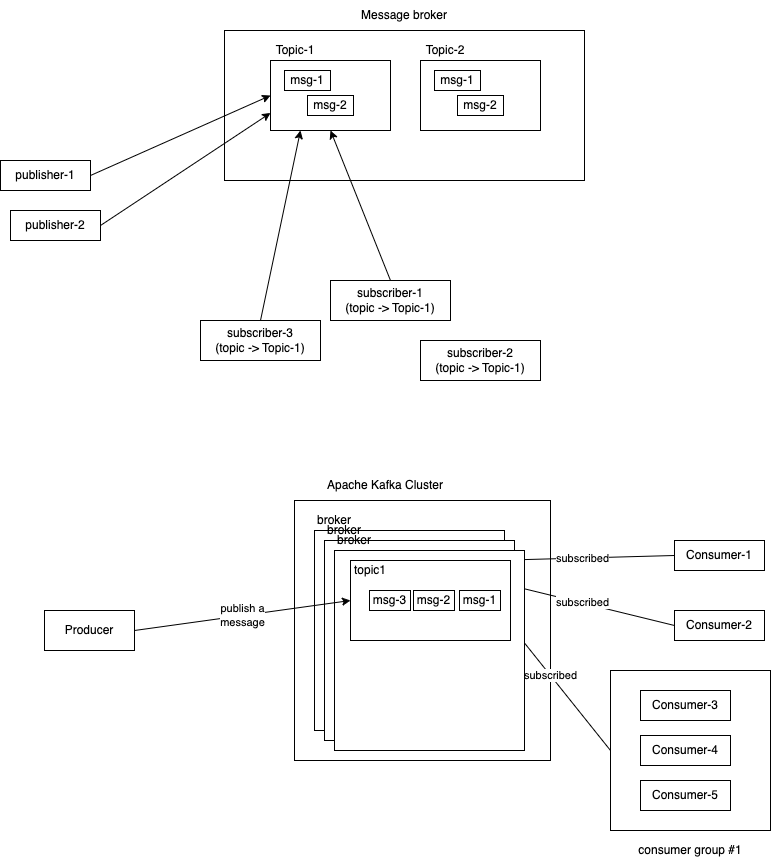 Message broker
Topic-1
Topic-2
msg-1
msg-2
msg-1
msg-2
publisher-1
publisher-2
subscriber-1
(topic -> Topic-1)
subscriber-3
(topic -> Topic-1)
subscriber-2
(topic -> Topic-1)
Apache Kafka Cluster
broker
broker
broker
topic1
msg-3
msg-2
msg-1
Producer
publish a
message
subscribed
Consumer-1
subscribed
Consumer-2
subscribed
Consumer-3
Consumer-4
Consumer-5
consumer group #1